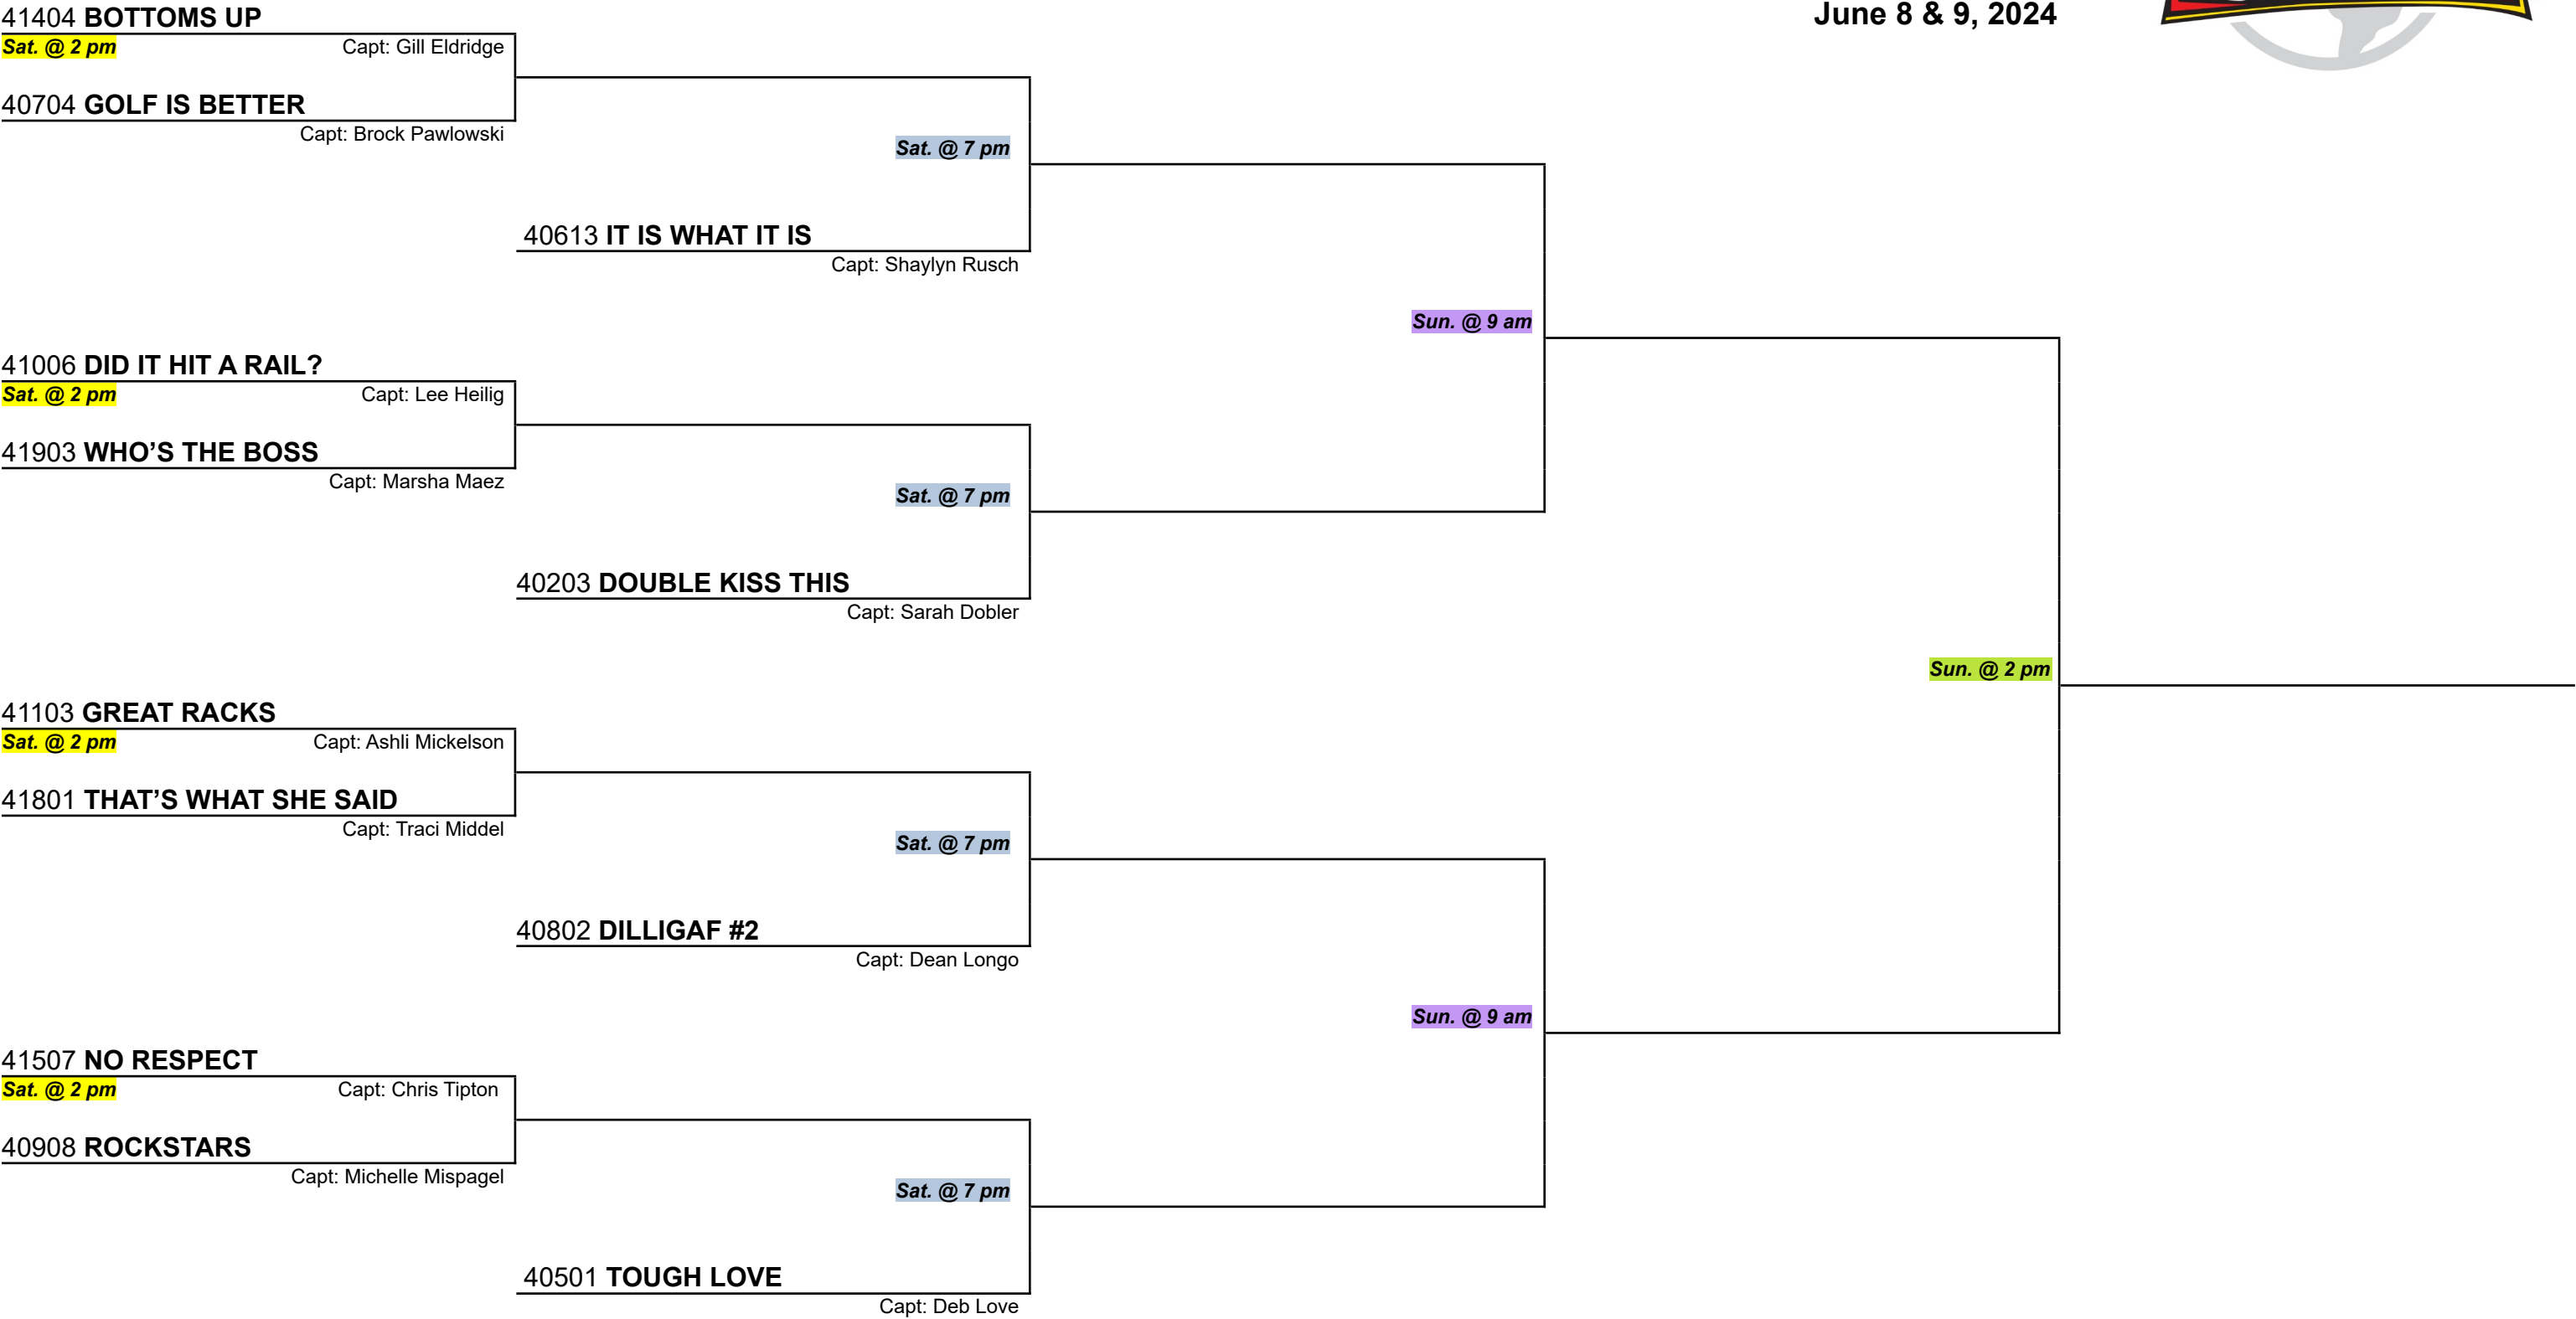 41404 BOTTOMS UP
June 8 & 9, 2024
Sat. @ 2 pm Capt: Gill Eldridge
40704 GOLF IS BETTER
Capt: Brock Pawlowski
Sat. @ 7 pm
40613 IT IS WHAT IT IS
Capt: Shaylyn Rusch
Sun. @ 9 am
41006 DID IT HIT A RAIL?
Sat. @ 2 pm Capt: Lee Heilig
41903 WHO’S THE BOSS
Capt: Marsha Maez
Sat. @ 7 pm
40203 DOUBLE KISS THIS
Capt: Sarah Dobler
Sun. @ 2 pm
41103 GREAT RACKS
Sat. @ 2 pm Capt: Ashli Mickelson
41801 THAT’S WHAT SHE SAID
Capt: Traci Middel
Sat. @ 7 pm
40802 DILLIGAF #2
Capt: Dean Longo
Sun. @ 9 am
41507 NO RESPECT
Sat. @ 2 pm Capt: Chris Tipton
40908 ROCKSTARS
Capt: Michelle Mispagel
Sat. @ 7 pm
40501 TOUGH LOVE
Capt: Deb Love